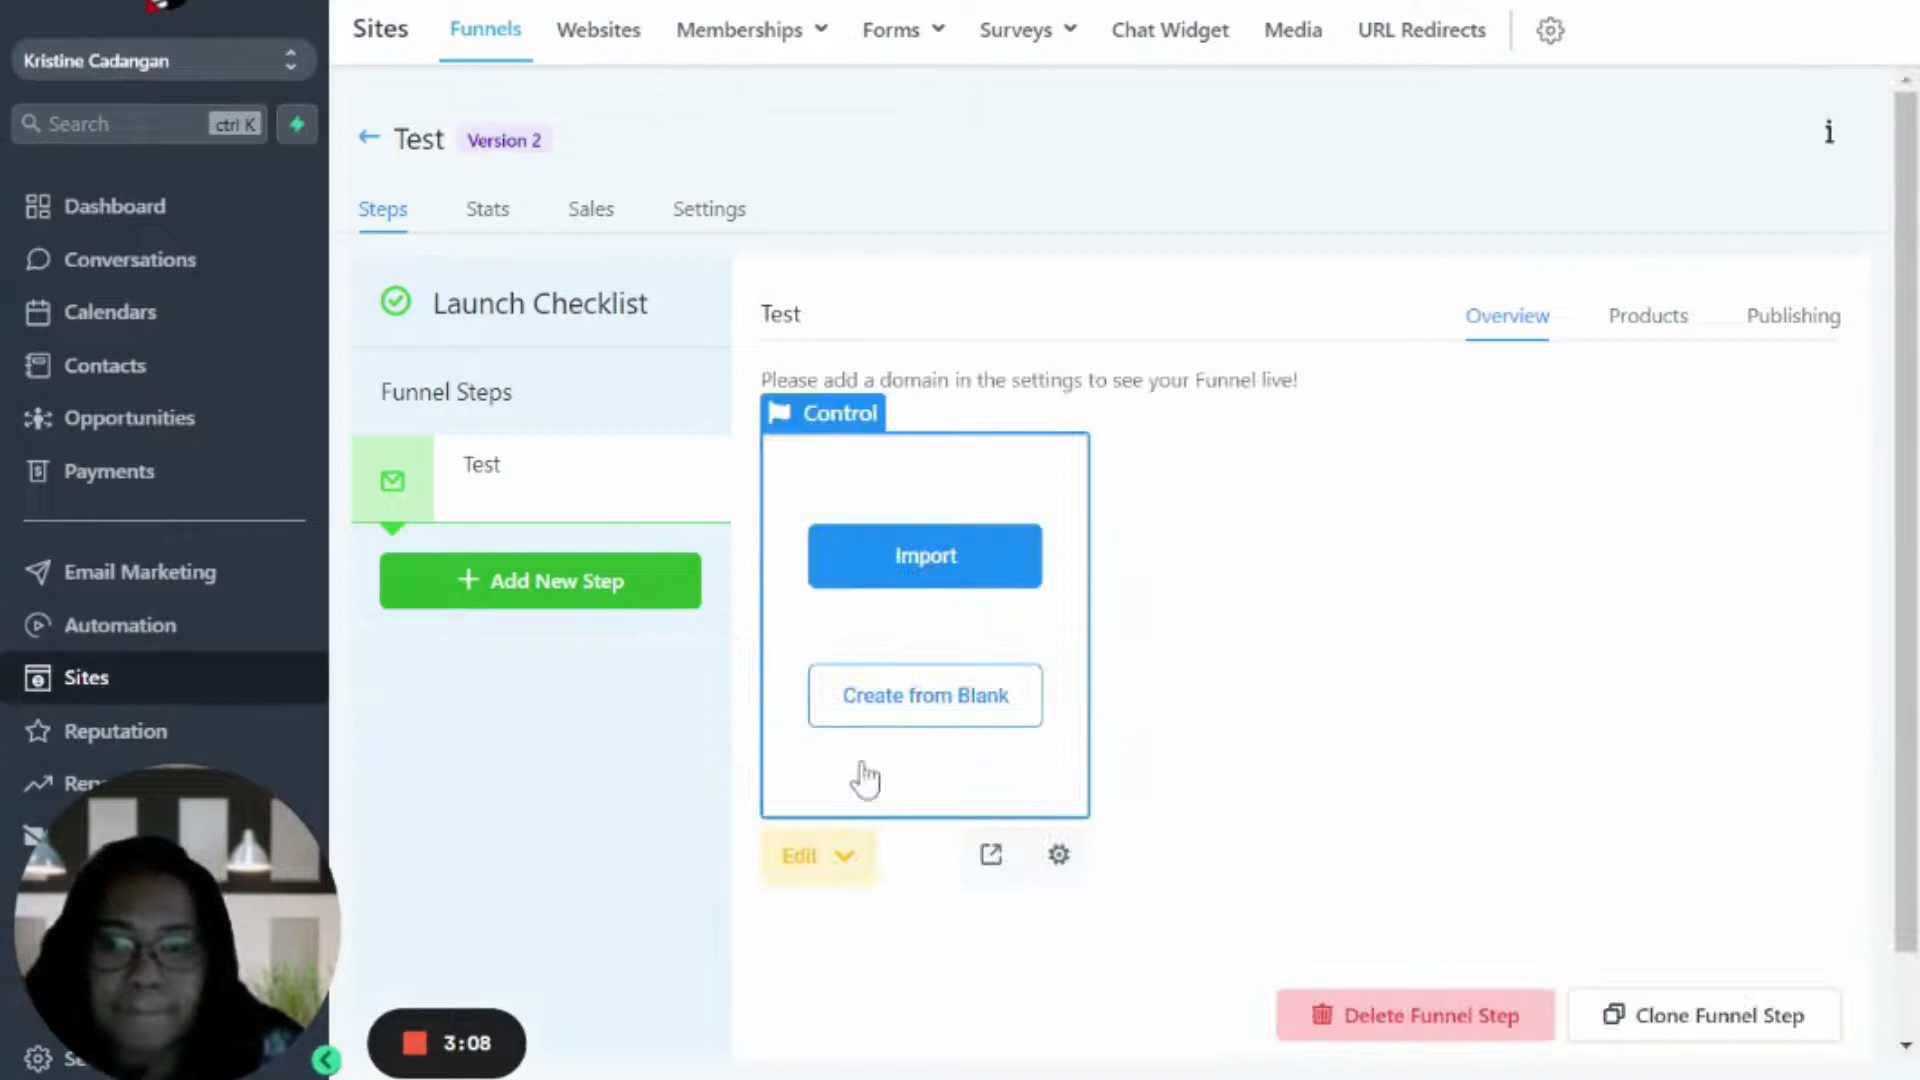 Sites
Funnels
Websites
Memberships
Forms
Surveys
Chat Widget
Media
URL Redirects
Kristine Cadangan
Search
ctrl K
Dashboard
Conversations
Calendars
Contacts
Opportunities
Payments
Email Marketing
Automation
Sites
Reputation
Test
Version 2
Steps
Stats
Sales
Settings
Launch Checklist
Funnel Steps
Test
Add New Step
Test
Overview
Products
Publishing
Please add a domain in the settings to see your Funnel live!
Control
Import
Create from Blank
Edit
Delete Funnel Step
Clone Funnel Step
3:08